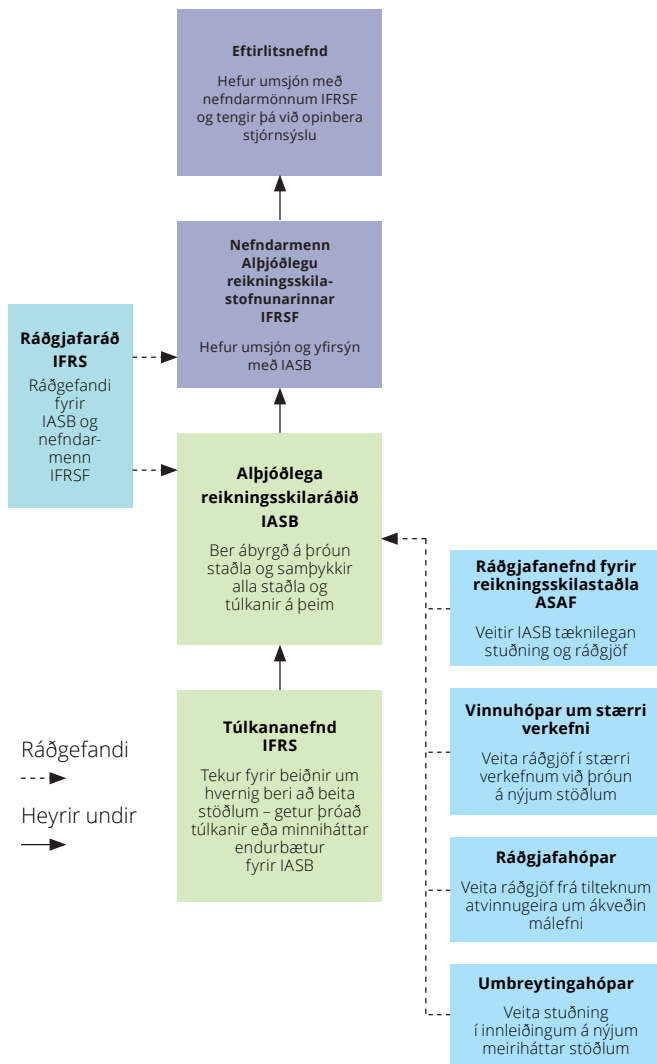 Eftirlitsnefnd
Hefur umsjón með
nefndarmönnum IFRSF
og tengir þá við opinbera
stjórnsýslu
Nefndarmenn
Alþjóðlegu
reikningsskila-
stofnunarinnar
IFRSF
Hefur umsjón og yfirsýn
með IASB
Ráðgjafaráð
IFRS
Ráðgefandi
fyrir
IASB og
nefndar-
menn
IFRSF
Alþjóðlega
reikningsskilaráðið
IASB
Ber ábyrgð á þróun
staðla og samþykkir
alla staðla og
túlkanir á þeim
Ráðgjafanefnd fyrir
reikningsskilastaðla
ASAF
Veitir IASB tæknilegan
stuðning og ráðgjöf
Túlkananefnd
IFRS
Tekur fyrir beiðnir um
hvernig beri að beita
stöðlum – getur þróað
túlkanir eða minniháttar
endurbætur
fyrir IASB
Vinnuhópar um stærri
verkefni
Veita ráðgjöf í stærri
verkefnum við þróun
á nýjum stöðlum
Ráðgefandi
Heyrir undir
Ráðgjafahópar
Veita ráðgjöf frá tilteknum
atvinnugeira um ákveðin
málefni
Umbreytingahópar
Veita stuðning
í innleiðingum á nýjum
meiriháttar stöðlum